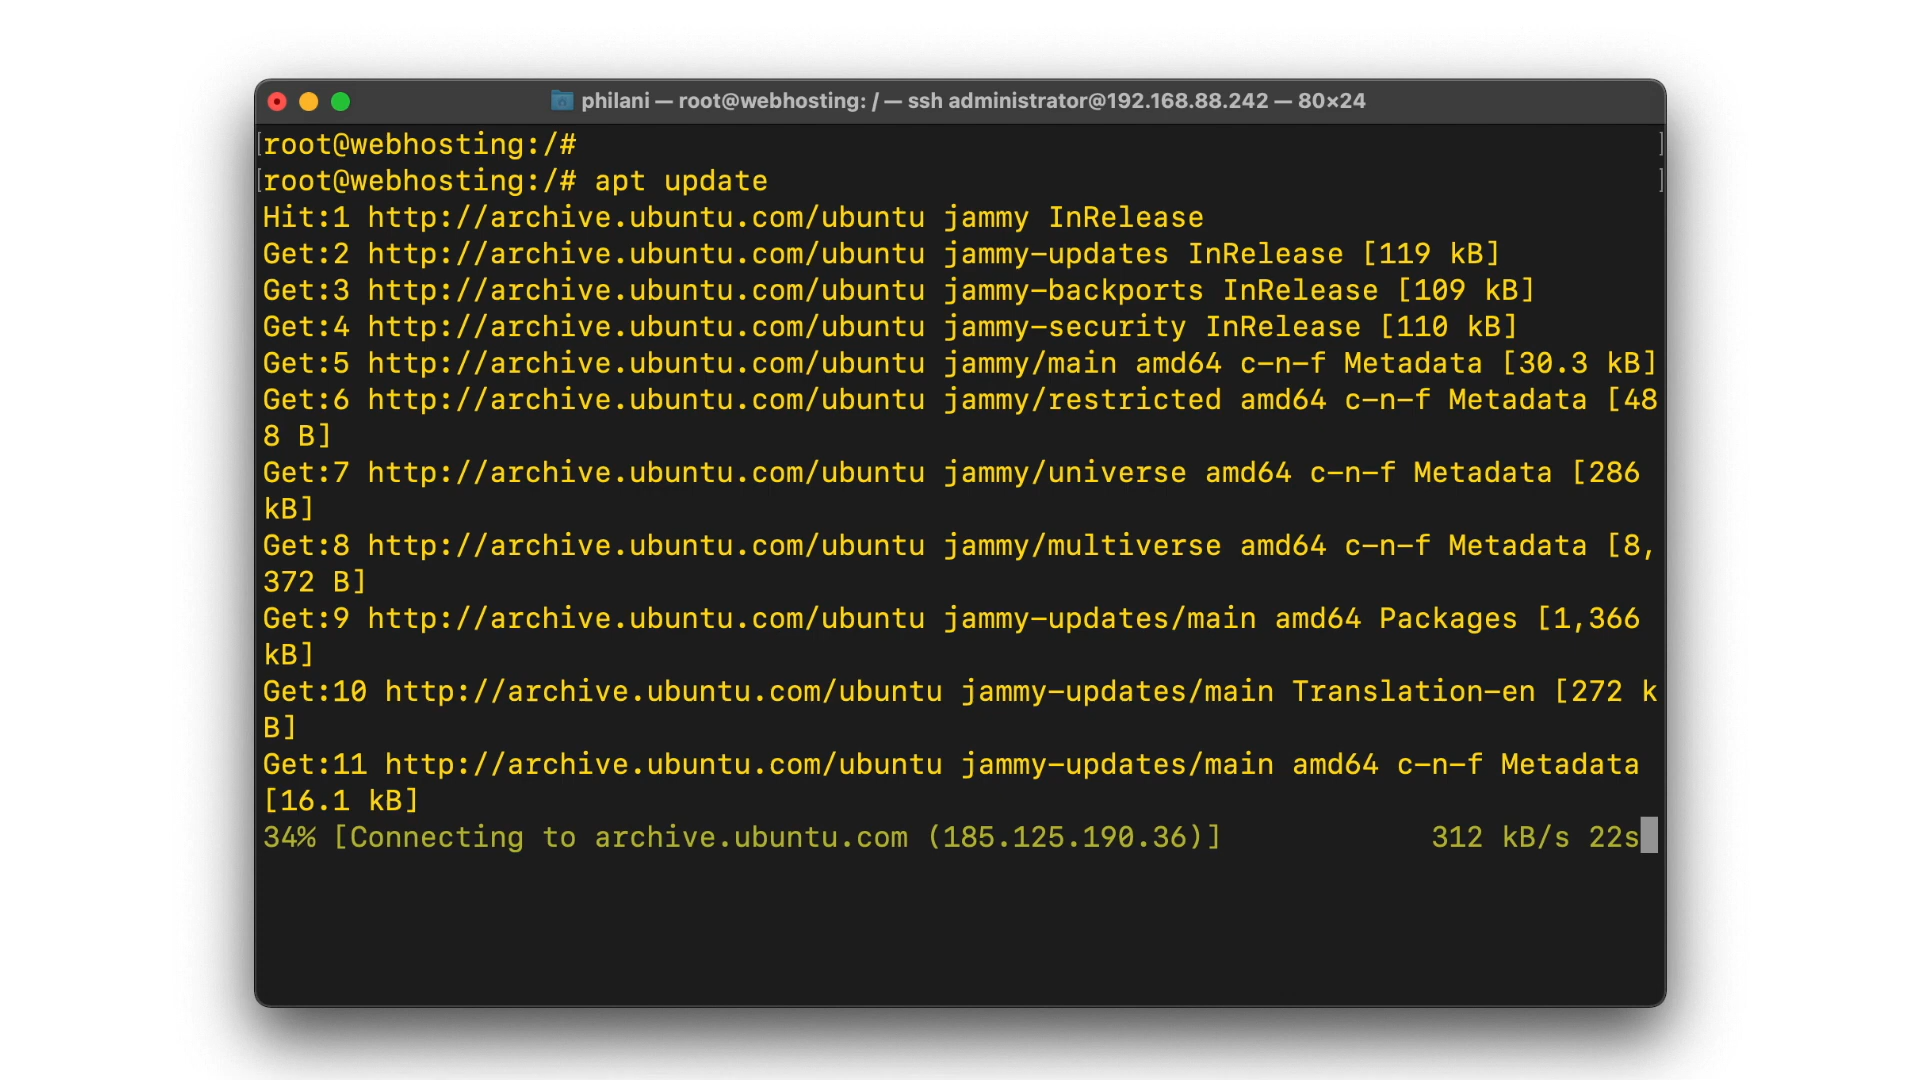 philani — root@webhosting: / — ssh administrator@192.168.88.242 — 80×24
[root@webhosting:/# ]
[root@webhosting:/# apt update ]
Hit:1 http://archive.ubuntu.com/ubuntu jammy InRelease
Get:2 http://archive.ubuntu.com/ubuntu jammy-updates InRelease [119 kB]
Get:3 http://archive.ubuntu.com/ubuntu jammy-backports InRelease [109 kB]
Get:4 http://archive.ubuntu.com/ubuntu jammy-security InRelease [110 kB]
Get:5 http://archive.ubuntu.com/ubuntu jammy/main amd64 c-n-f Metadata [30.3 kB]
Get:6 http://archive.ubuntu.com/ubuntu jammy/restricted amd64 c-n-f Metadata [48
8 B]
Get:7 http://archive.ubuntu.com/ubuntu jammy/universe amd64 c-n-f Metadata [286
kB]
Get:8 http://archive.ubuntu.com/ubuntu jammy/multiverse amd64 c-n-f Metadata [8,
372 B]
Get:9 http://archive.ubuntu.com/ubuntu jammy-updates/main amd64 Packages [1,366
kB]
Get:10 http://archive.ubuntu.com/ubuntu jammy-updates/main Translation-en [272 k
B]
Get:11 http://archive.ubuntu.com/ubuntu jammy-updates/main amd64 c-n-f Metadata
[16.1 kB]
34% [Connecting to archive.ubuntu.com (185.125.190.36)] 312 kB/s 22s